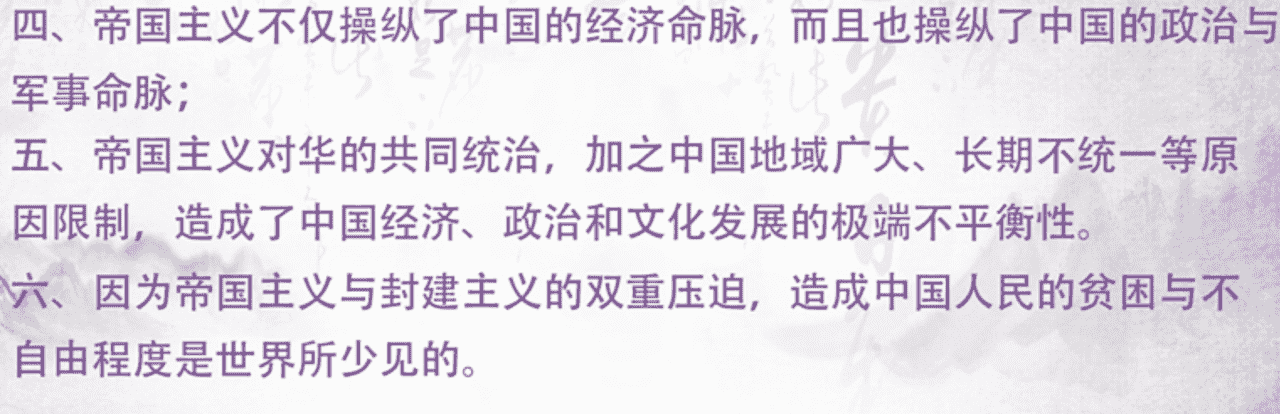 四、帝国主义不仅操纵了中国的经济命脉，而且也操纵了中国的政治与
军事命脉；
五、帝国主义对华的共同统治，加之中国地域广大、长期不统一等原
因限制，造成了中国经济、政治和文化发展的极端不平衡性。
六、因为帝国主义与封建主义的双重压迫，造成中国人民的贫困与不
自由程度是世界所少见的。